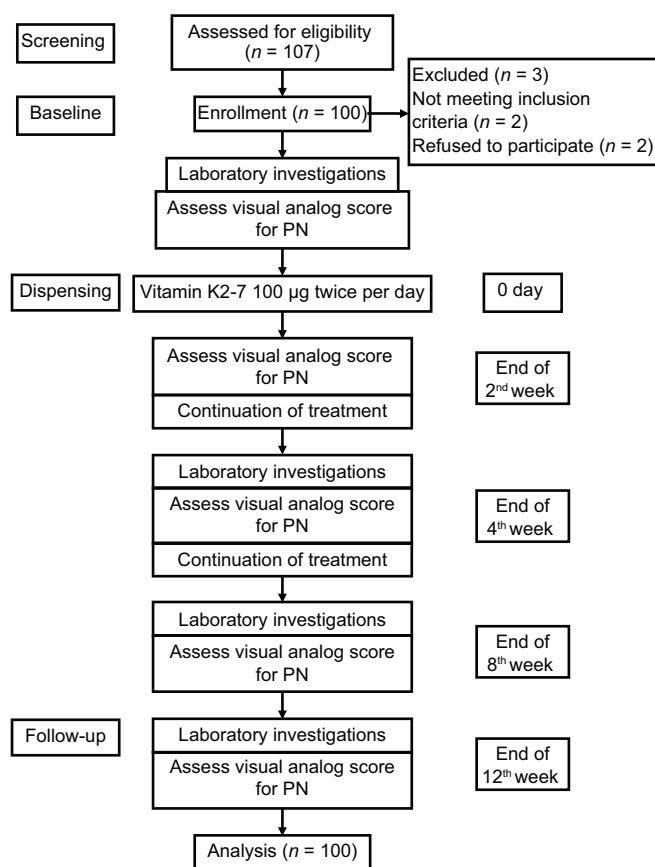 Screening
Assessed for eligibility
(n = 107)
Excluded (n = 3)
Not meeting inclusion
criteria (n = 2)
Refused to participate (n = 2)
Baseline
Enrollment (n = 100)
Laboratory investigations
Assess visual analog score
for PN
Dispensing
Vitamin K2-7 100 µg twice per day
0 day
Assess visual analog score
for PN
Continuation of treatment
End of
2nd week
Laboratory investigations
Assess visual analog score
for PN
Continuation of treatment
End of
4th week
Laboratory investigations
Assess visual analog score
for PN
End of
8th week
Follow-up
Laboratory investigations
Assess visual analog score
for PN
End of
12th week
Analysis (n = 100)